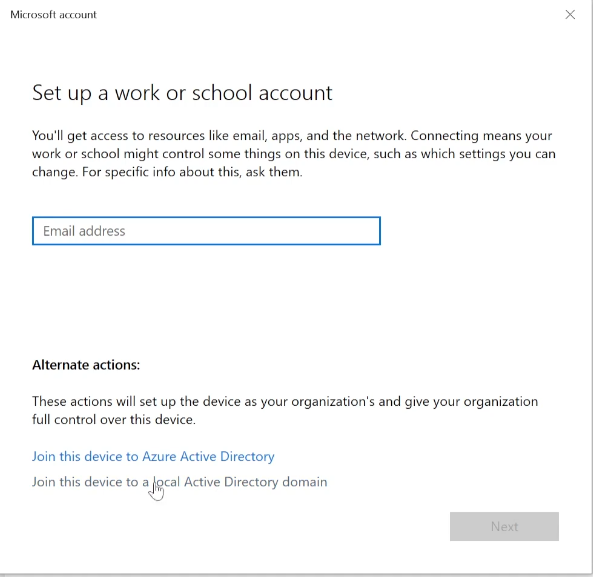 Microsoft account
Set up a work or school account
You'll get access to resources like email, apps, and the network. Connecting means your
work or school might control some things on this device, such as which settings you can
change. For specific info about this, ask them.
Email address
Alternate actions:
These actions will set up the device as your organization's and give your organization
full control over this device.
Join this device to Azure Active Directory
Join this device to a local Active Directory domain
Next